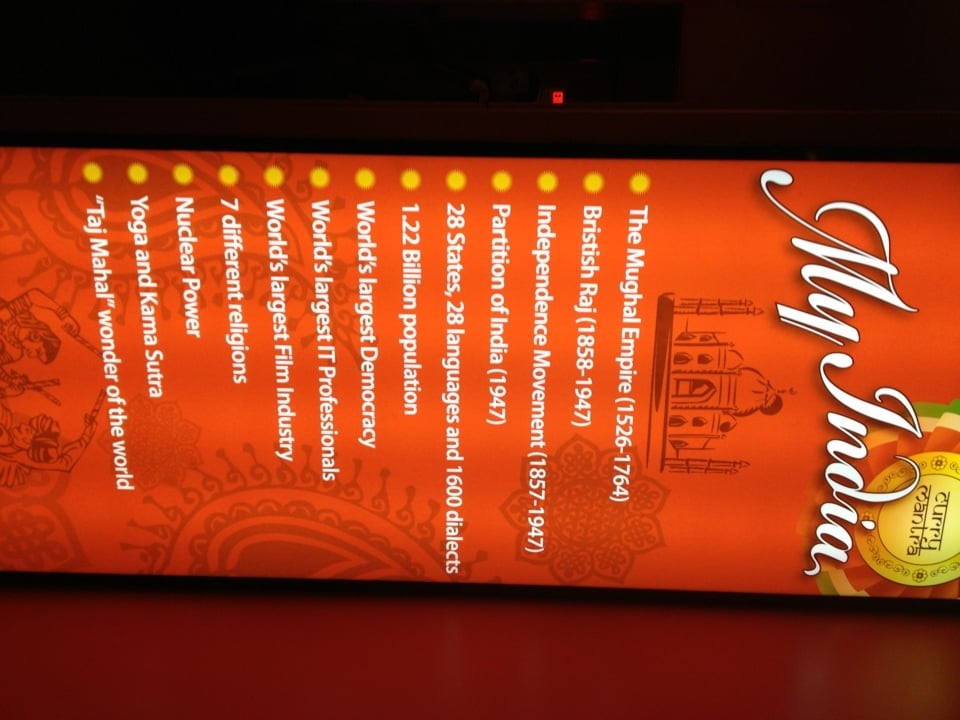 My India
curry
mantra
The Mughal Empire (1526-1764)
Bristish Raj (1858-1947)
Independence Movement (1857-1947)
Partition of India (1947)
28 States, 28 languages and 1600 dialects
1.22 Billion population
World's largest Democracy
World's largest IT Professionals
World's largest Film Industry
7 different religions
Nuclear Power
Yoga and Kama Sutra
"Taj Mahal" wonder of the world